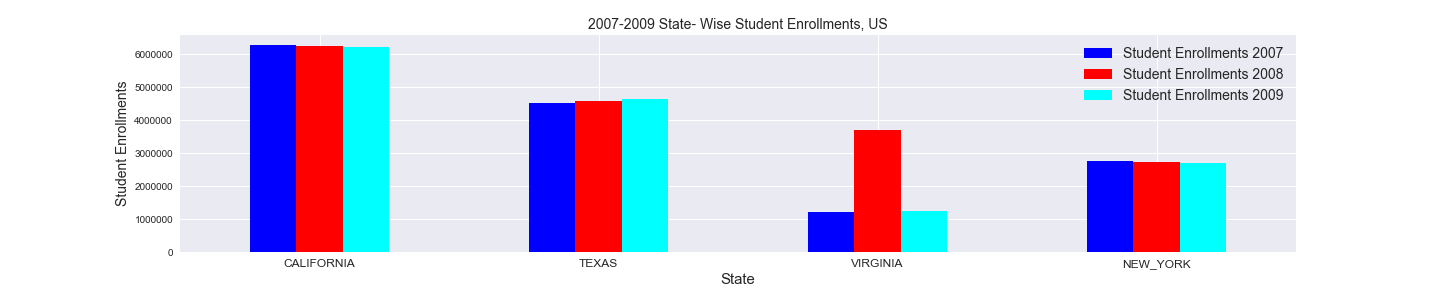 2007-2009 State- Wise Student Enrollments, US
Student Enrollments 2007
Student Enrollments 2008
Student Enrollments 2009
Student Enrollments
6000000
5000000
4000000
3000000
2000000
1000000
0
CALIFORNIA
TEXAS
VIRGINIA
NEW_YORK
State